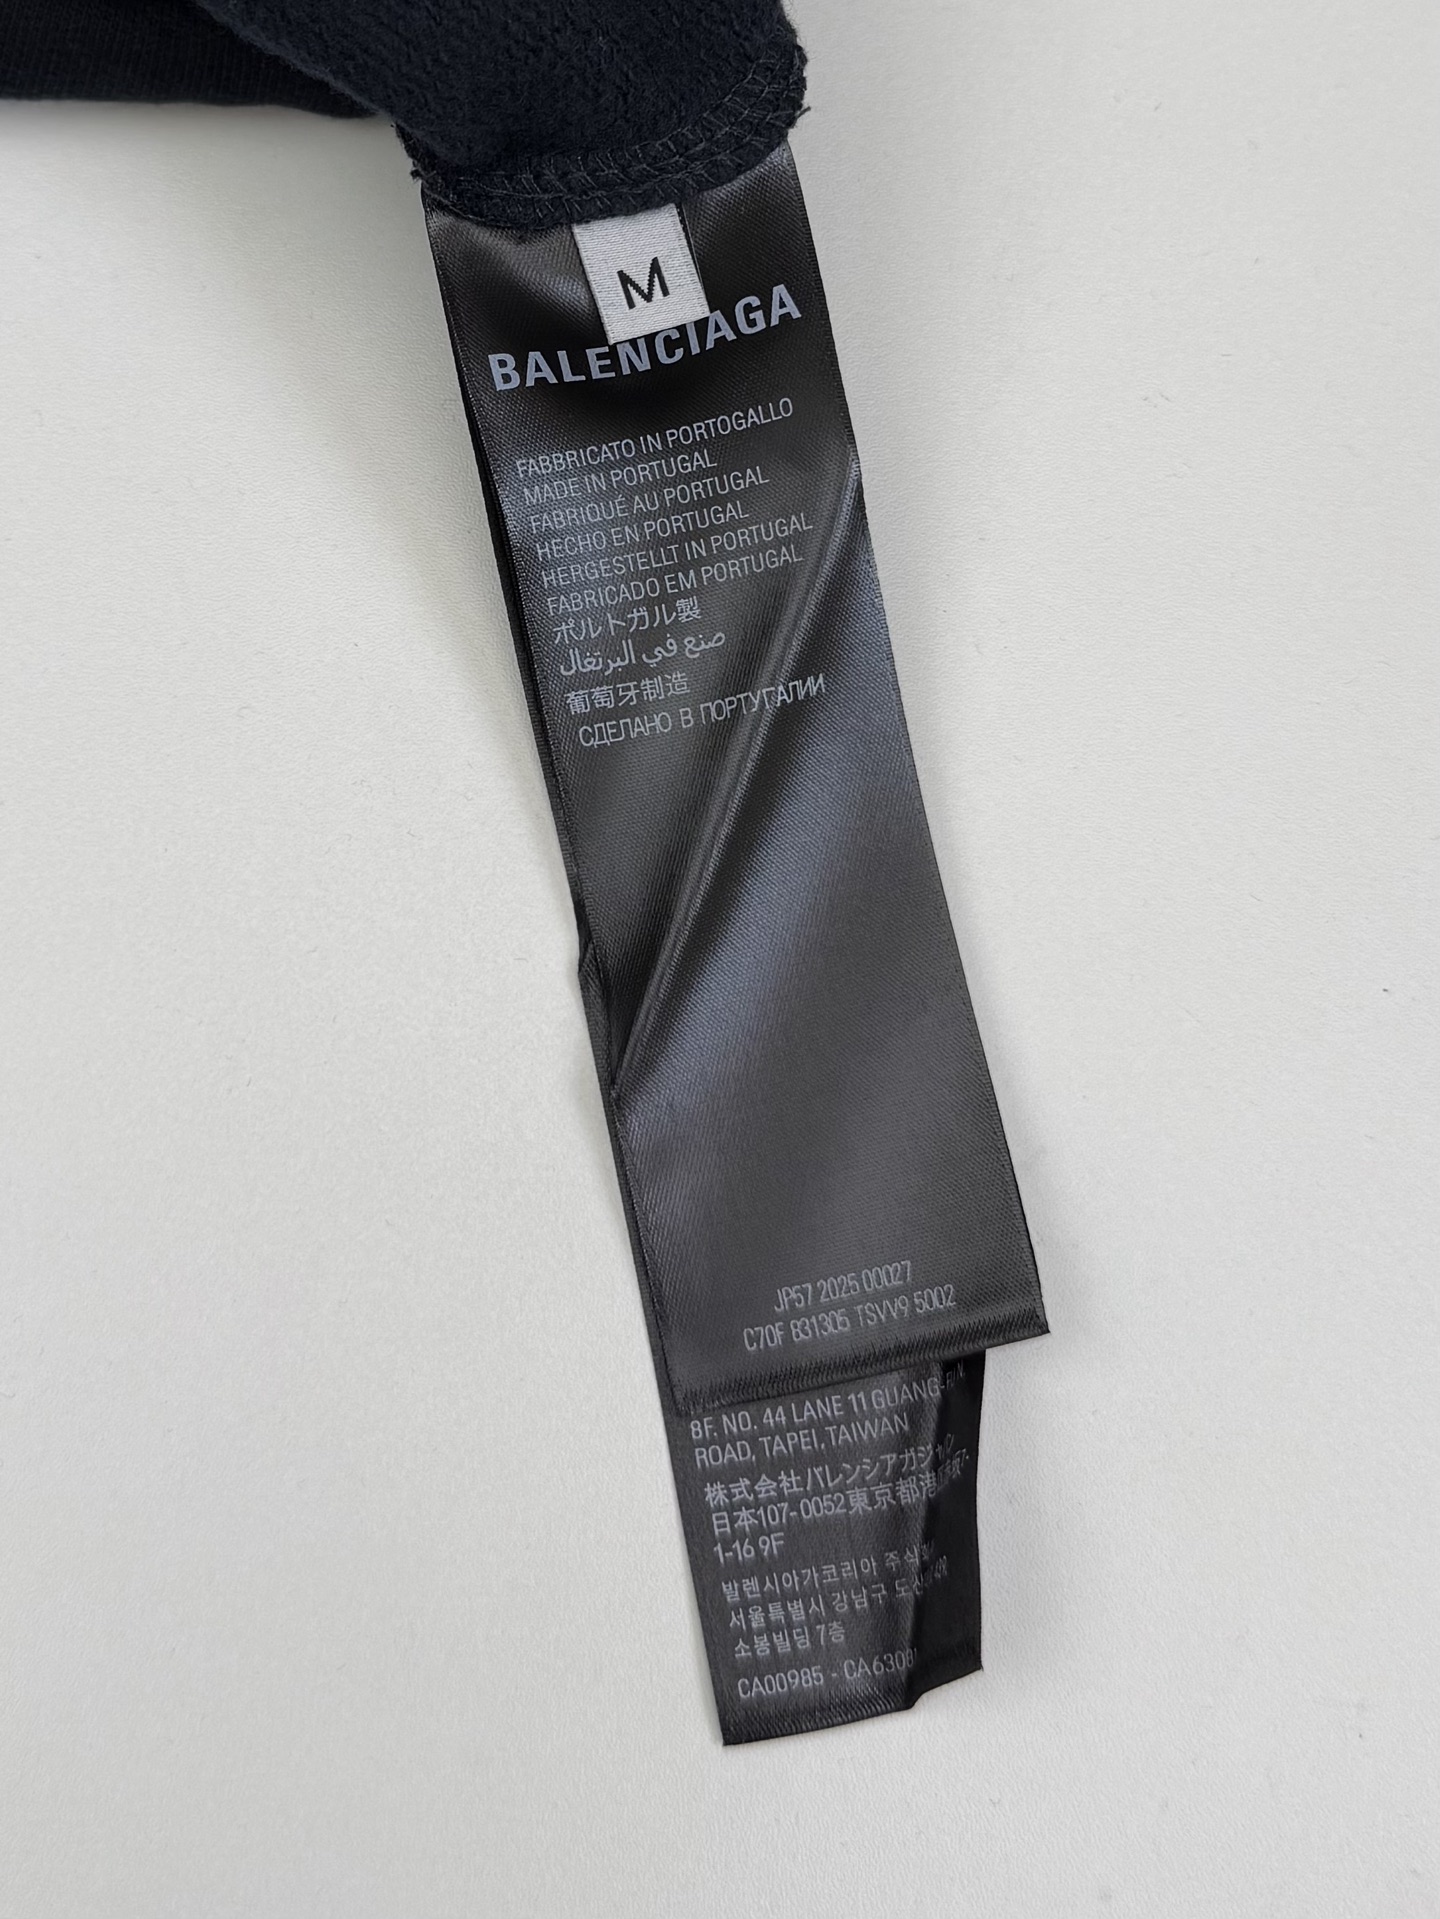 M
BALENCIAGA
FABBRICATO IN PORTOGALLO
MADE IN PORTUGAL
FABRIQUÉ AU PORTUGAL
HECHO EN PORTUGAL
HERGESTELLT IN PORTUGAL
FABRICADO EM PORTUGAL
ポルトガル製
صنع في البرتغال
葡萄牙制造
СДЕЛАНО В ПОРТУГАЛИИ
JP57 2025 00027
C70F 831305 TSVV9 5002
8F. NO. 44 LANE 11 GUANG-FU N.
ROAD, TAPEI, TAIWAN
株式会社バレンシアガジャパン
日本107-0052東京都港区赤坂7-
1-16 9F
발렌시아가코리아 주식회사
서울특별시 강남구
소봉빌딩 7층
CA00985 -